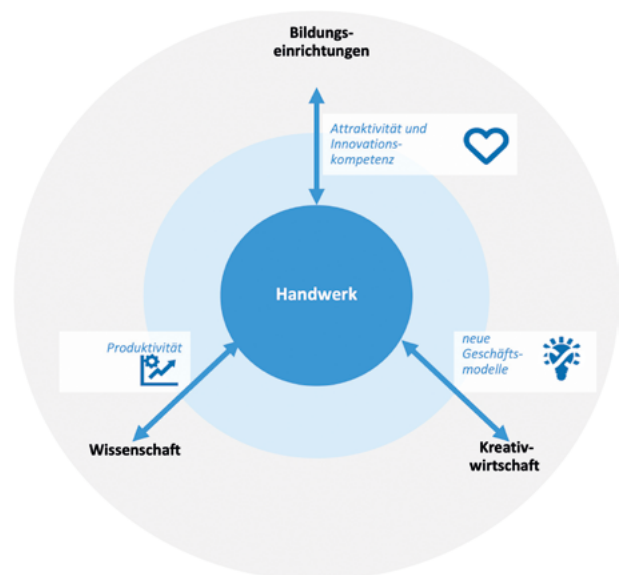 Bildungs-
einrichtungen
Attraktivität und
Innovations-
kompetenz
Handwerk
Produktivität
neue
Geschäfts-
modelle
Wissenschaft
Kreativ-
wirtschaft